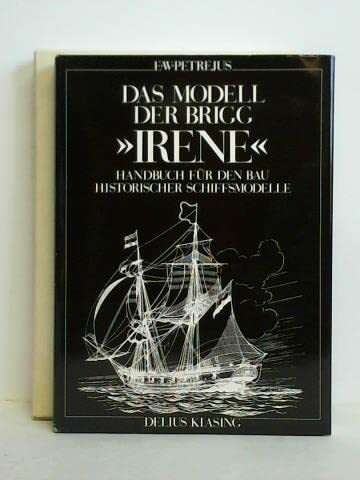 E.W. PETREJUS
DAS MODELL
DER BRIGG
»IRENE«
HANDBUCH FÜR DEN BAU
HISTORISCHER SCHIFFSMODELLE
DELIUS KLASING